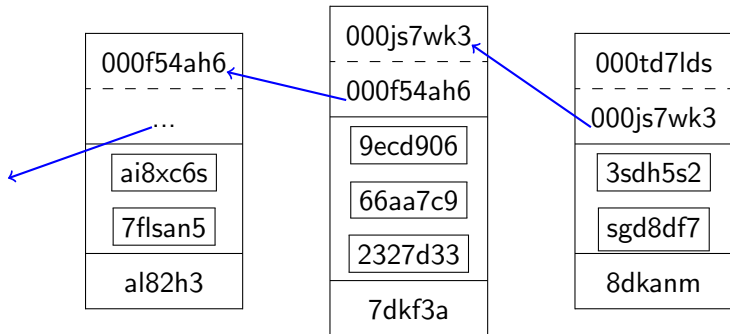 000f54ah6
...
ai8xc6s
7flsan5
al82h3
000js7wk3
000f54ah6
9ecd906
66aa7c9
2327d33
7dkf3a
000td7lds
000js7wk3
3sdh5s2
sgd8df7
8dkanm